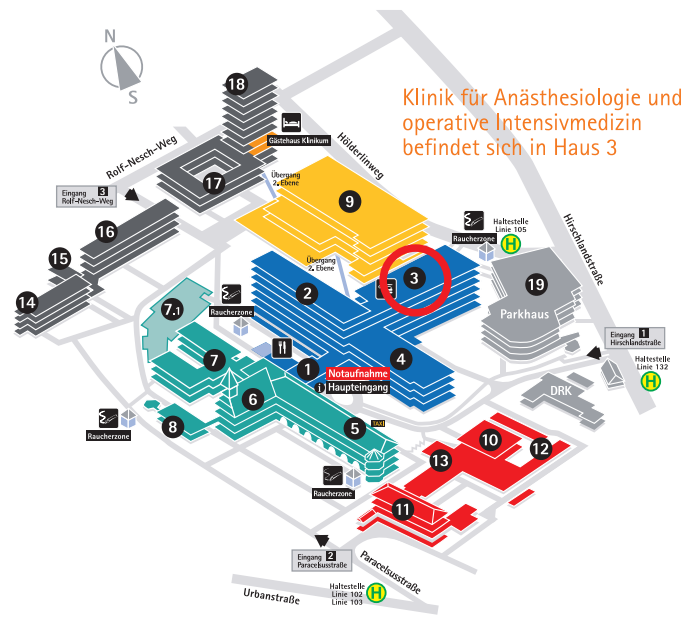 N
S
18
Klinik für Anästhesiologie und
operative Intensivmedizin
befindet sich in Haus 3
Gästehaus Klinikum
Rolf-Nesch-Weg
Hölderlinweg
17
Übergang
2. Ebene
Eingang 3
Rolf-Nesch-Weg
9
Hirschlandstraße
Haltestelle
Linie 105
H
Raucherzone
16
15
14
Übergang
2. Ebene
3
2
19
Parkhaus
7.1
Raucherzone
Eingang 1
Hirschlandstraße
Haltestelle
Linie 132
H
7
1
4
Notaufnahme
i Haupteingang
DRK
6
8
Raucherzone
5
TAXI
10
12
13
Raucherzone
11
Eingang 2
Paracelsusstraße
Paracelsusstraße
Urbanstraße
Haltestelle
Linie 102
Linie 103
H